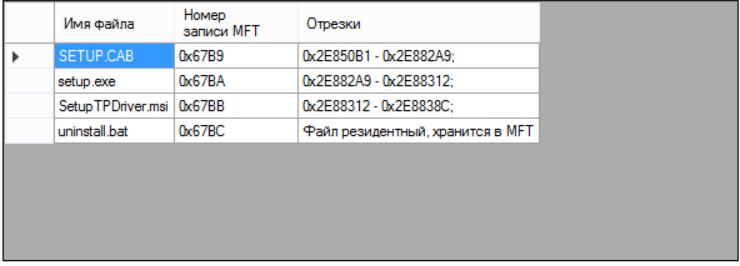 Имя файла Номер записи MFT Отрезки
SETUP.CAB 0x67B9 0x2E850B1 - 0x2E882A9;
setup.exe 0x67BA 0x2E882A9 - 0x2E88312;
SetupTPDriver.msi 0x67BB 0x2E88312 - 0x2E8838C;
uninstall.bat 0x67BC Файл резидентный, хранится в MFT